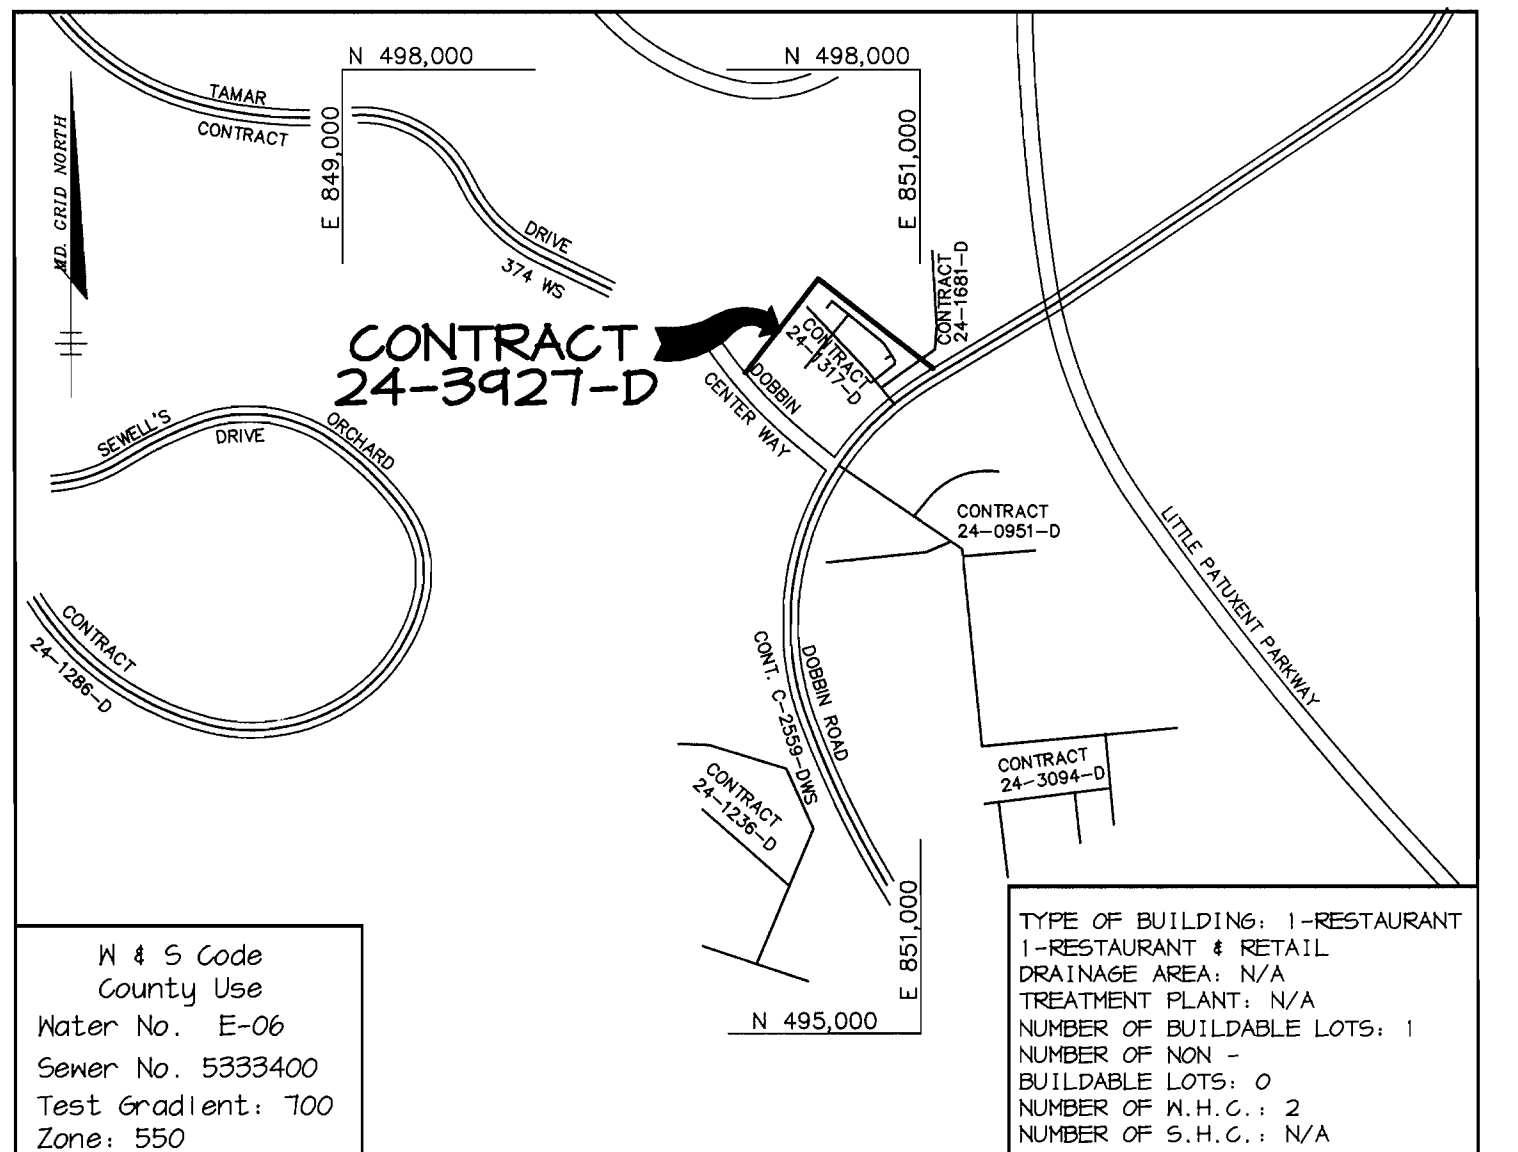 N 498,000
N 498,000
TAMAR
CONTRACT
E 849,000
E 851,000
MD. GRID NORTH
DRIVE
374 WS
CONTRACT
24-1681-D
CONTRACT
24-3927-D
CONTRACT
24-1317-D
DOBBIN
CENTER WAY
SEWELL'S
ORCHARD
DRIVE
CONTRACT
24-0951-D
LITTLE PATUXENT PARKWAY
CONTRACT
24-1286-D
DOBBIN ROAD
CONT. C-2559-DWS
CONTRACT
24-3094-D
CONTRACT
24-1236-D
E 851,000
N 495,000
W & S Code
County Use
Water No. E-06
Sewer No. 5333400
Test Gradient: 700
Zone: 550
TYPE OF BUILDING: 1-RESTAURANT
1-RESTAURANT & RETAIL
DRAINAGE AREA: N/A
TREATMENT PLANT: N/A
NUMBER OF BUILDABLE LOTS: 1
NUMBER OF NON -
BUILDABLE LOTS: 0
NUMBER OF W.H.C.: 2
NUMBER OF S.H.C.: N/A